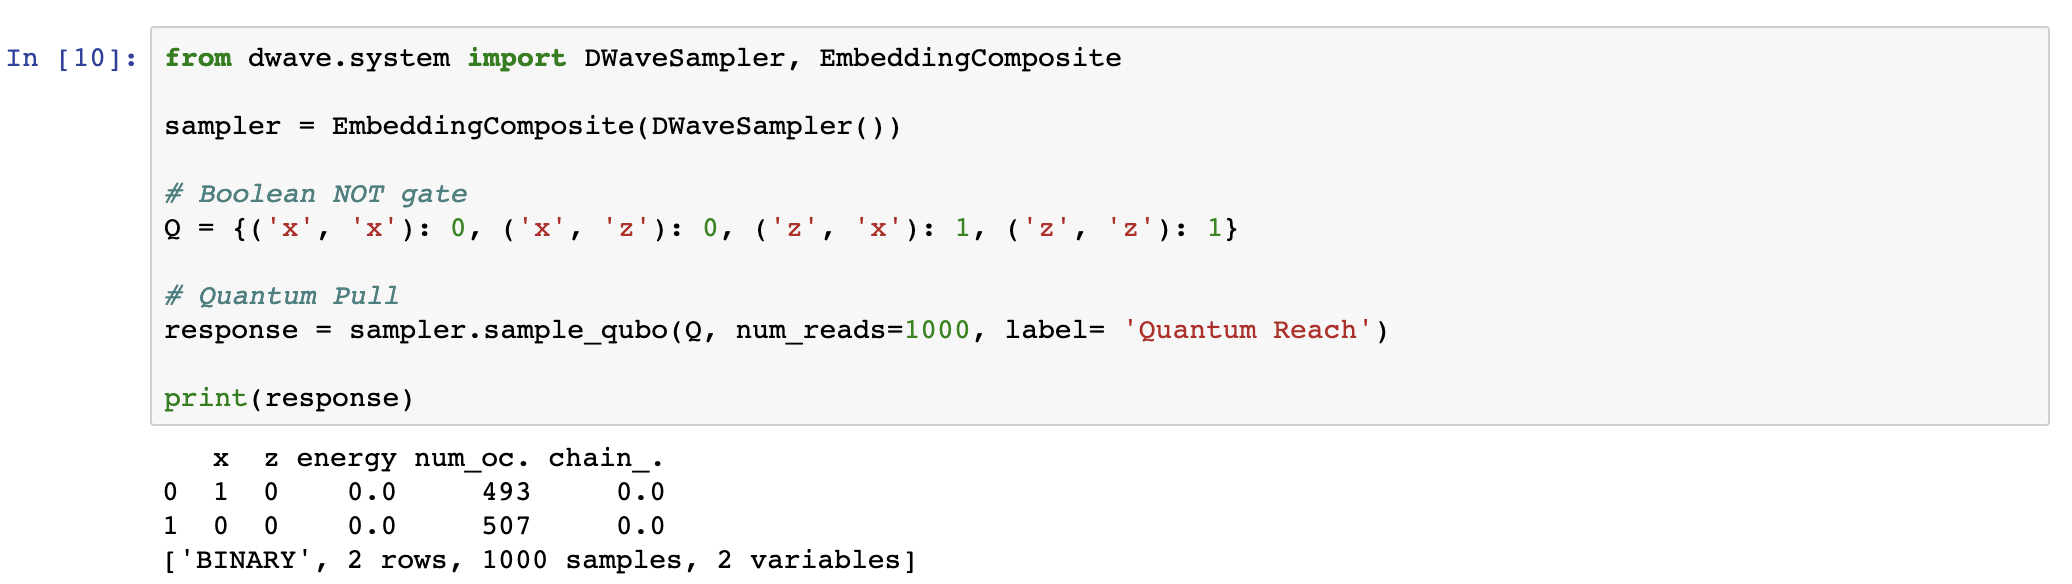 In [10]: from dwave.system import DWaveSampler, EmbeddingComposite
sampler = EmbeddingComposite(DWaveSampler())
# Boolean NOT gate
Q = {('x', 'x'): 0, ('x', 'z'): 0, ('z', 'x'): 1, ('z', 'z'): 1}
# Quantum Pull
response = sampler.sample_qubo(Q, num_reads=1000, label= 'Quantum Reach')
print(response)
x z energy num_oc. chain_.
0 1 0 0.0 493 0.0
1 0 0 0.0 507 0.0
['BINARY', 2 rows, 1000 samples, 2 variables]